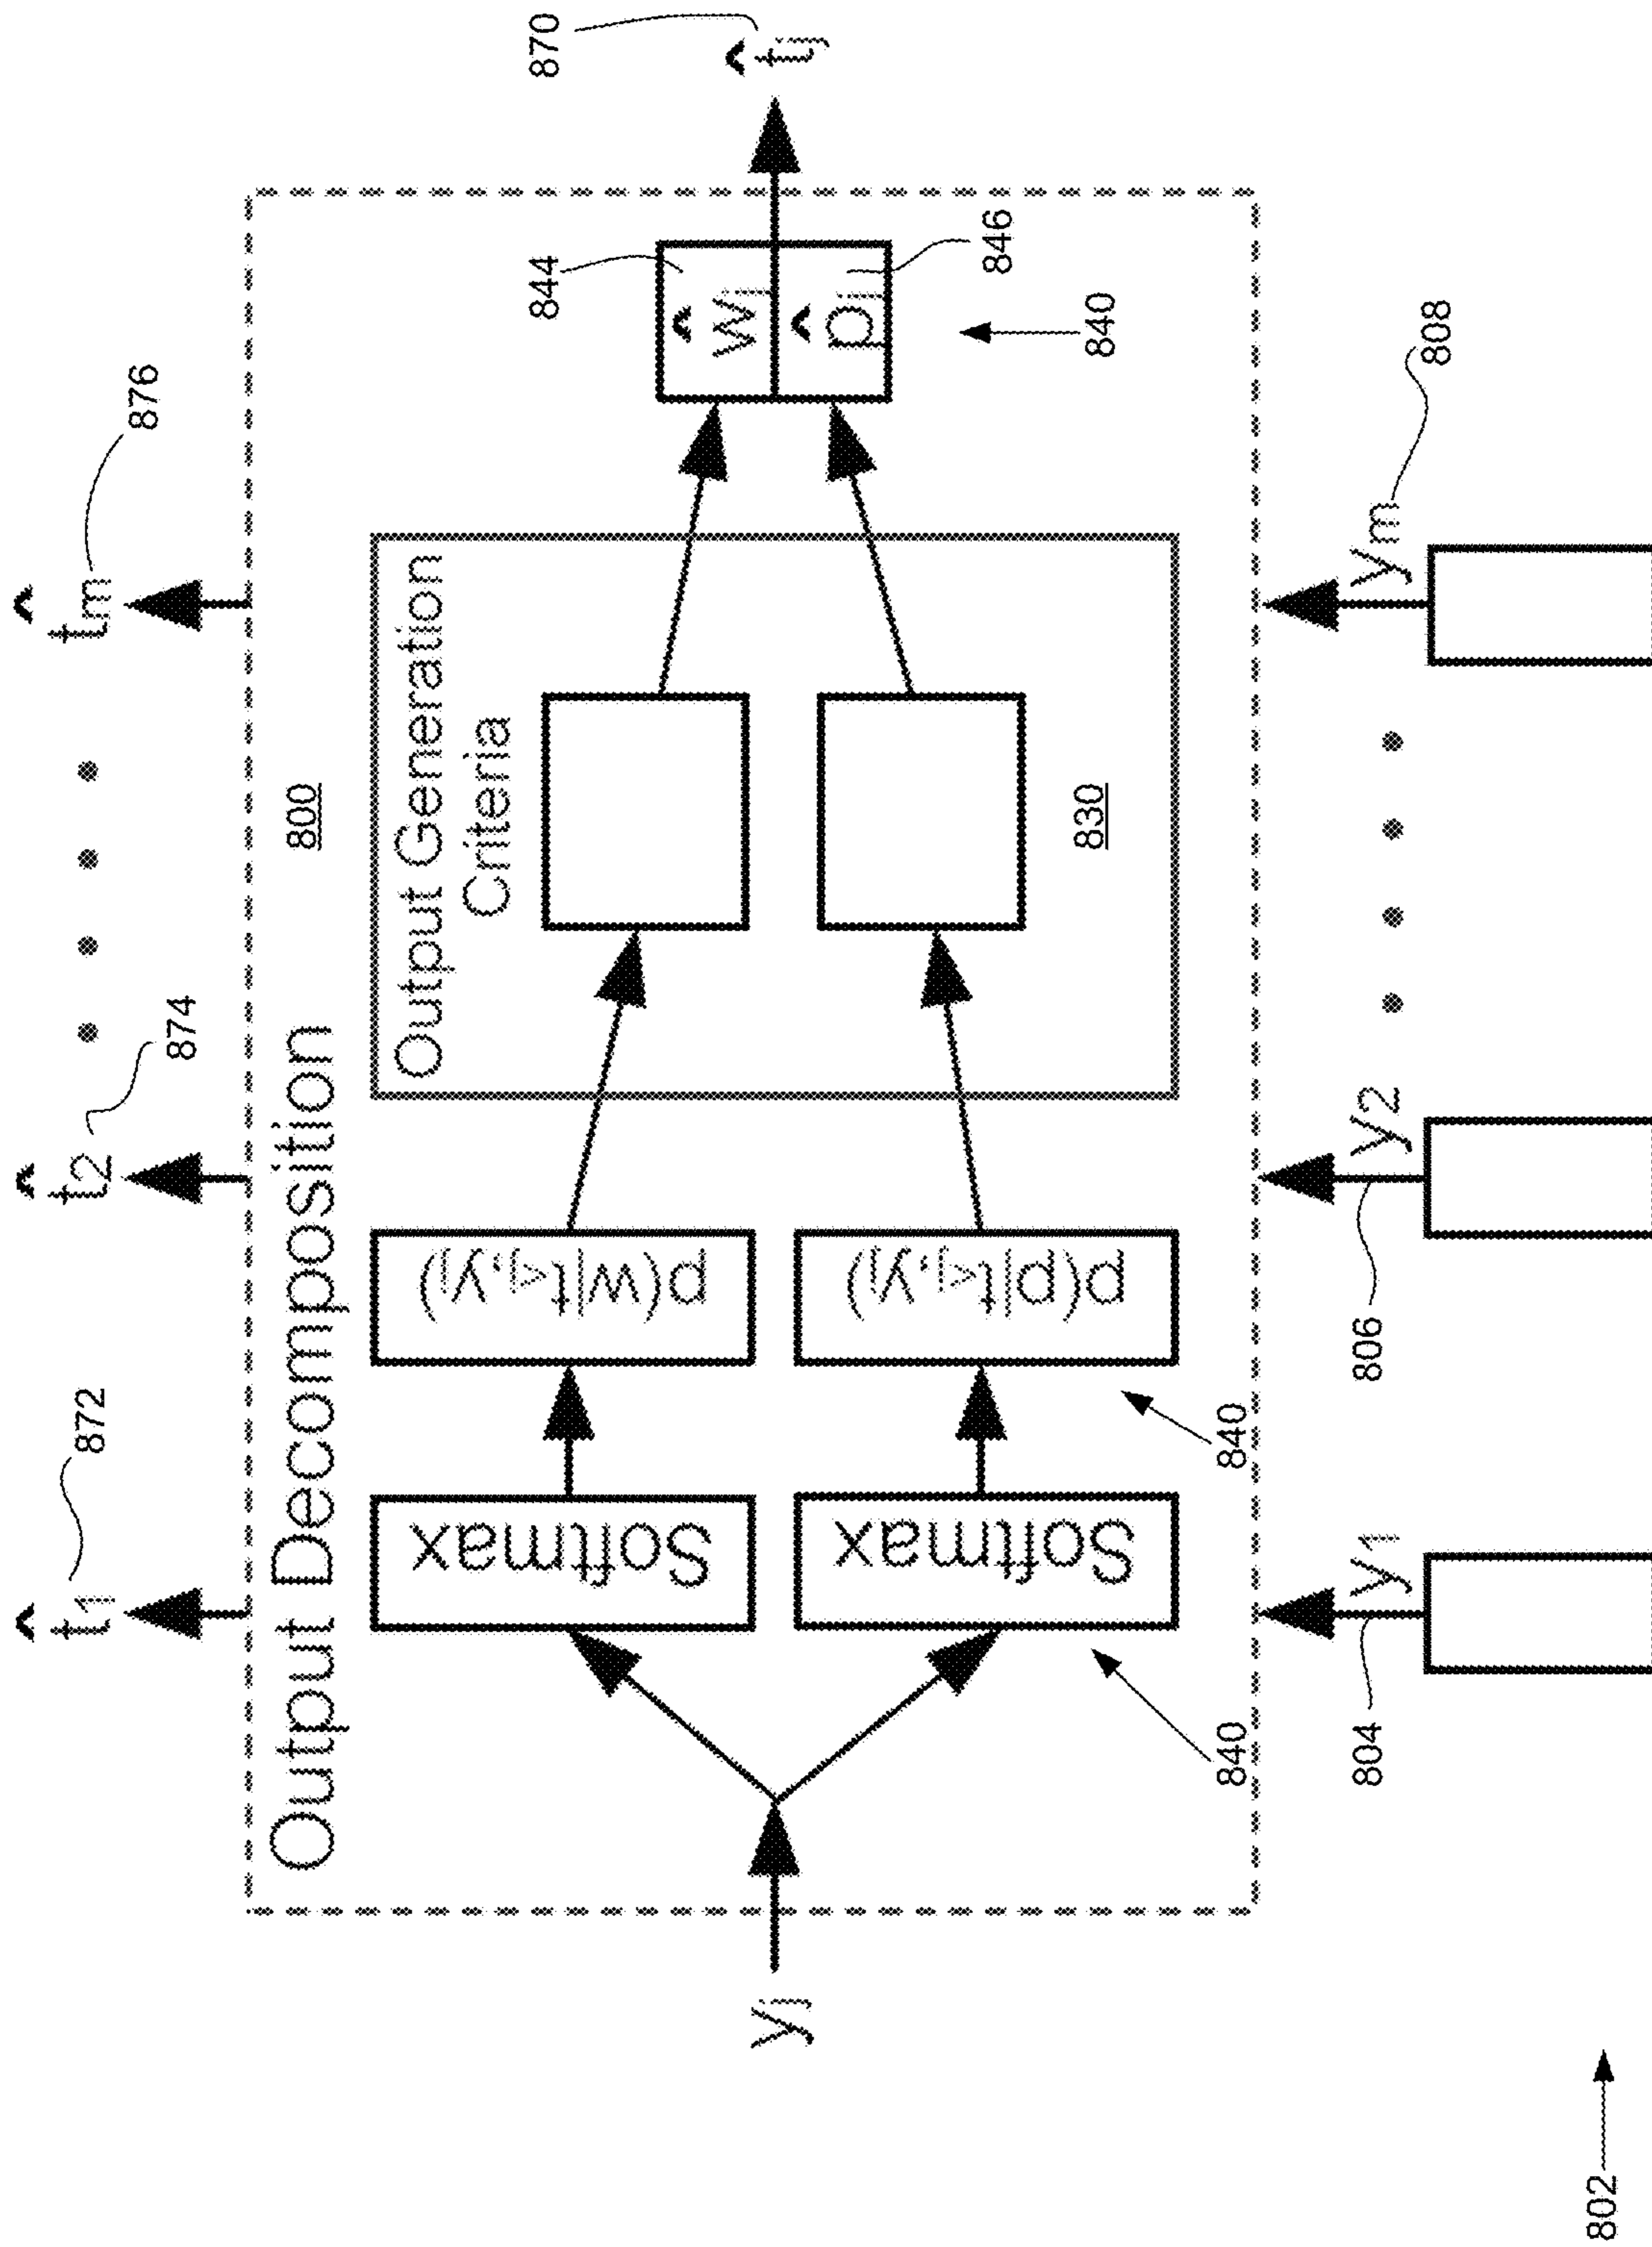 t̂1
872
t̂2
874
t̂m
876
Output Decomposition
800
yj
Softmax
p(w|t<j,yj)
Output Generation
Criteria
844
ŵj
870
t̂j
Softmax
p(p|t<j,yj)
830
p̂j
846
840
840
840
804
y1
806
y2
ym
808
802